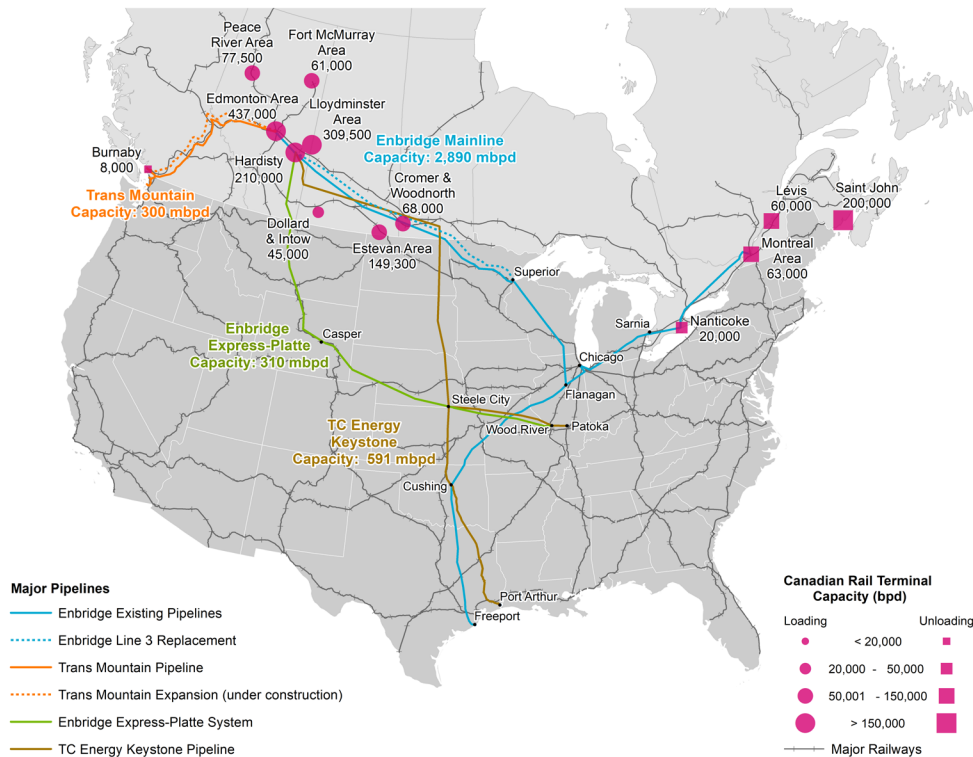 Peace
River Area
77,500
Fort McMurray
Area
61,000
Edmonton Area
437,000
Lloydminster
Area
309,500
Burnaby
8,000
Hardisty
210,000
Enbridge Mainline
Capacity: 2,890 mbpd
Trans Mountain
Capacity: 300 mbpd
Cromer &
Woodnorth
68,000
Dollard
& Intow
45,000
Estevan Area
149,300
Lévis
60,000
Saint John
200,000
Montreal
Area
63,000
Superior
Sarnia
Nanticoke
20,000
Enbridge
Express-Platte
Capacity: 310 mbpd
Casper
Chicago
Flanagan
Steele City
Wood River
Patoka
TC Energy
Keystone
Capacity: 591 mbpd
Cushing
Port Arthur
Freeport
Major Pipelines
Enbridge Existing Pipelines
Enbridge Line 3 Replacement
Trans Mountain Pipeline
Trans Mountain Expansion (under construction)
Enbridge Express-Platte System
TC Energy Keystone Pipeline
Canadian Rail Terminal
Capacity (bpd)
Loading Unloading
< 20,000
20,000 - 50,000
50,001 - 150,000
> 150,000
Major Railways